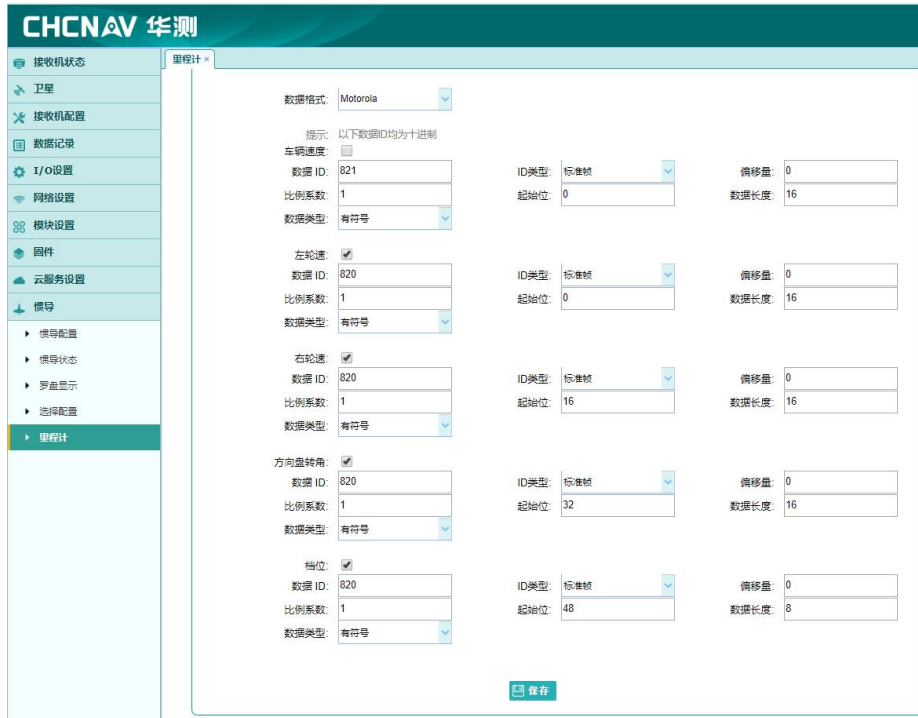 CHCNAV 华测
接收机状态
卫星
接收机配置
数据记录
I/O设置
网络设置
模块设置
固件
云服务设置
惯导
惯导配置
惯导状态
罗盘显示
选择配置
里程计
里程计 ×
数据格式: Motorola
提示: 以下数据ID均为十进制
车辆速度:
数据 ID: 821 ID类型: 标准帧 偏移量: 0
比例系数: 1 起始位: 0 数据长度: 16
数据类型: 有符号
左轮速:
数据 ID: 820 ID类型: 标准帧 偏移量: 0
比例系数: 1 起始位: 0 数据长度: 16
数据类型: 有符号
右轮速:
数据 ID: 820 ID类型: 标准帧 偏移量: 0
比例系数: 1 起始位: 16 数据长度: 16
数据类型: 有符号
方向盘转角:
数据 ID: 820 ID类型: 标准帧 偏移量: 0
比例系数: 1 起始位: 32 数据长度: 16
数据类型: 有符号
档位:
数据 ID: 820 ID类型: 标准帧 偏移量: 0
比例系数: 1 起始位: 48 数据长度: 8
数据类型: 有符号
保存